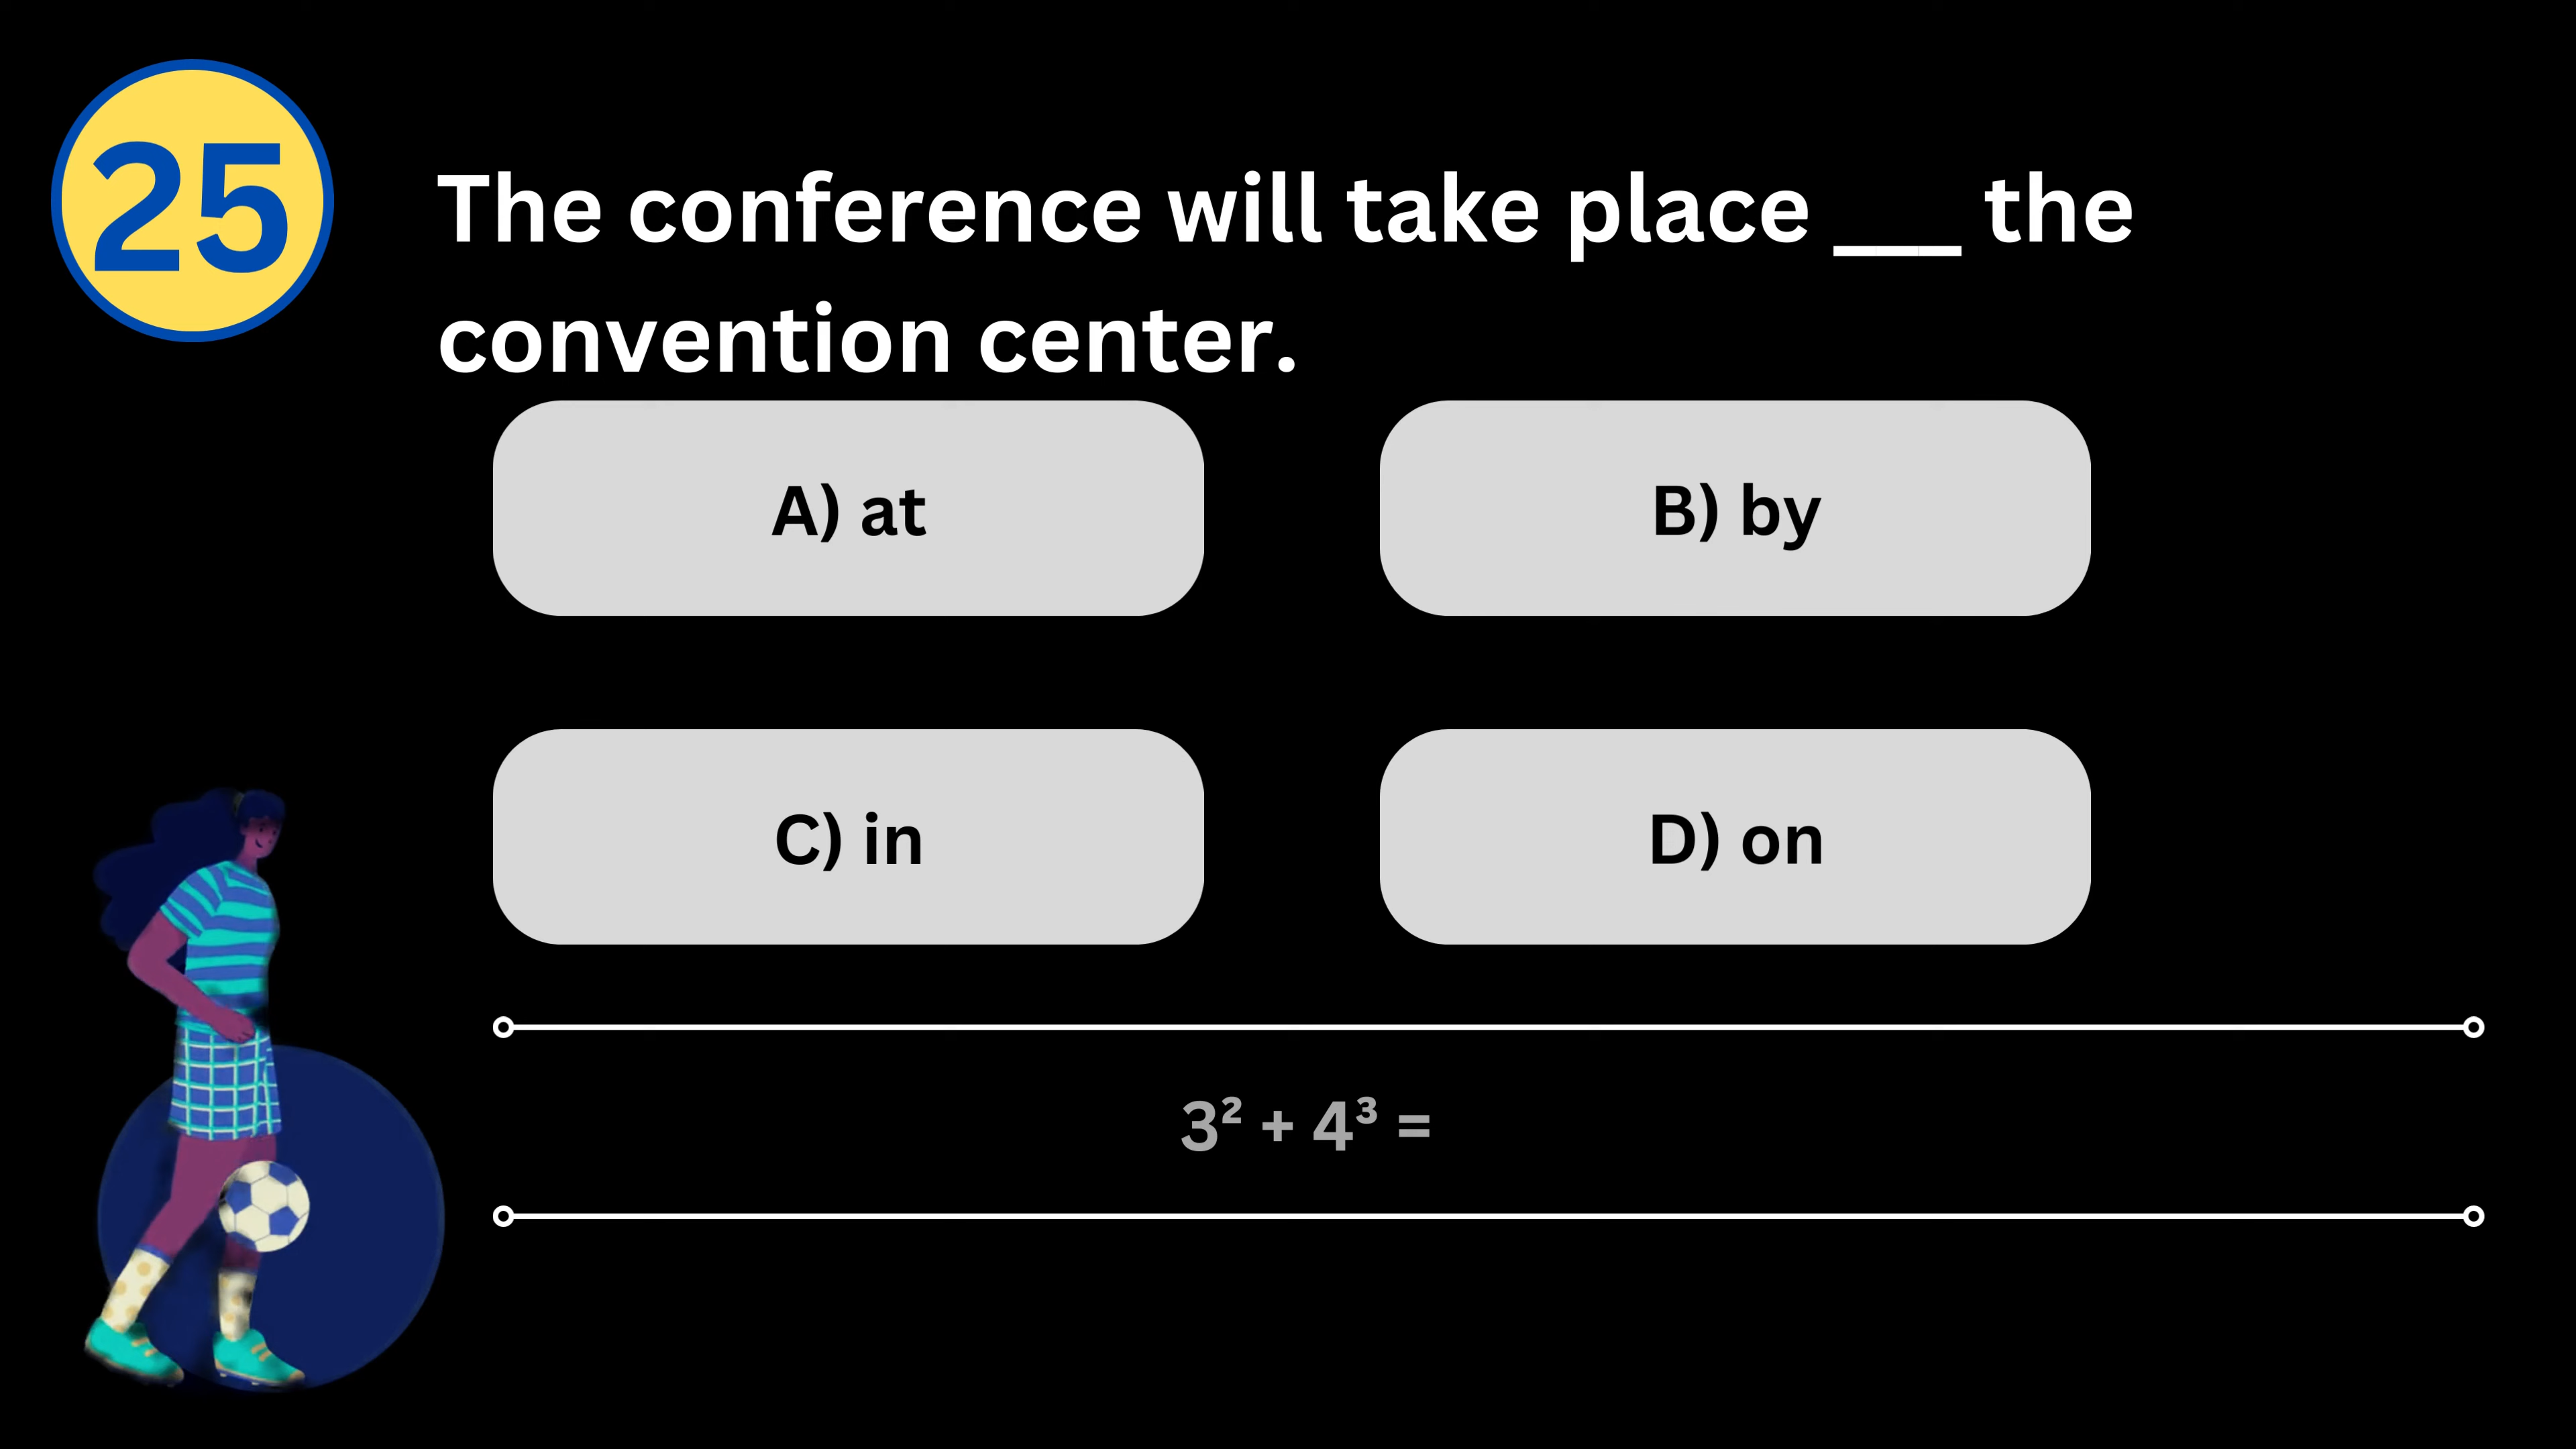 25
The conference will take place ___ the
convention center.
A) at
B) by
C) in
D) on
3² + 4³ =